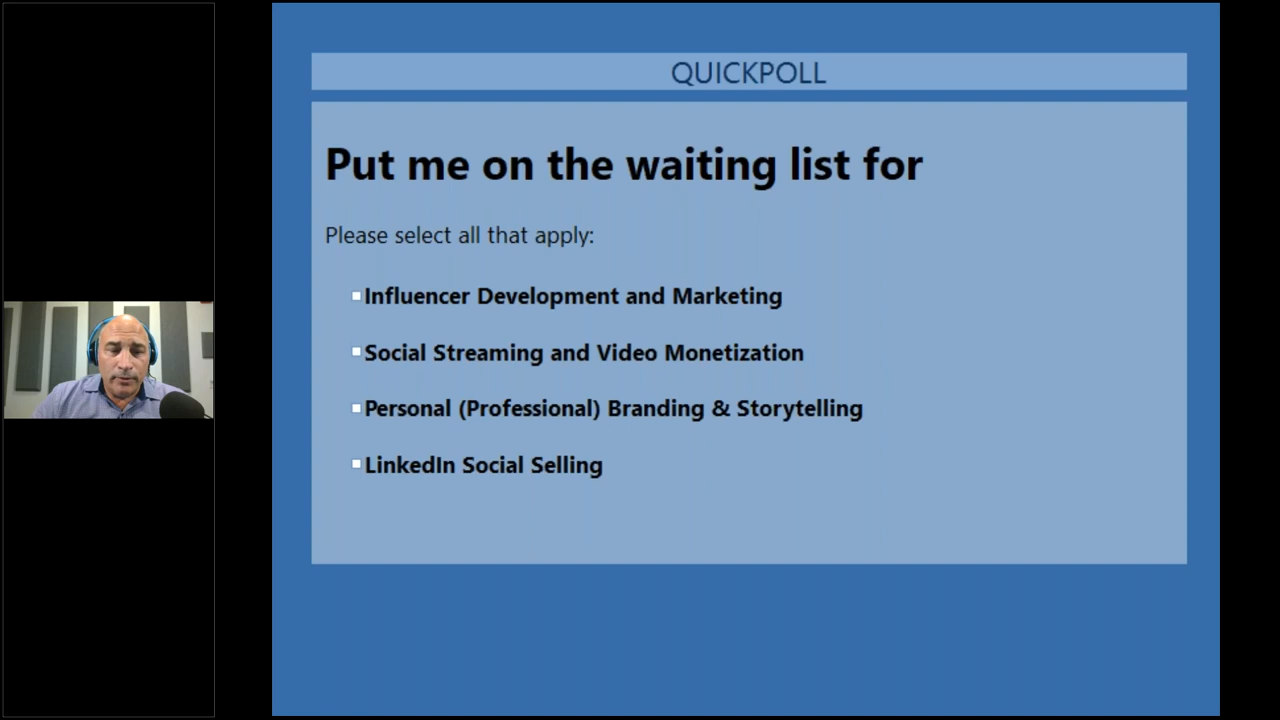 QUICKPOLL
Put me on the waiting list for
Please select all that apply:
Influencer Development and Marketing
Social Streaming and Video Monetization
Personal (Professional) Branding & Storytelling
LinkedIn Social Selling